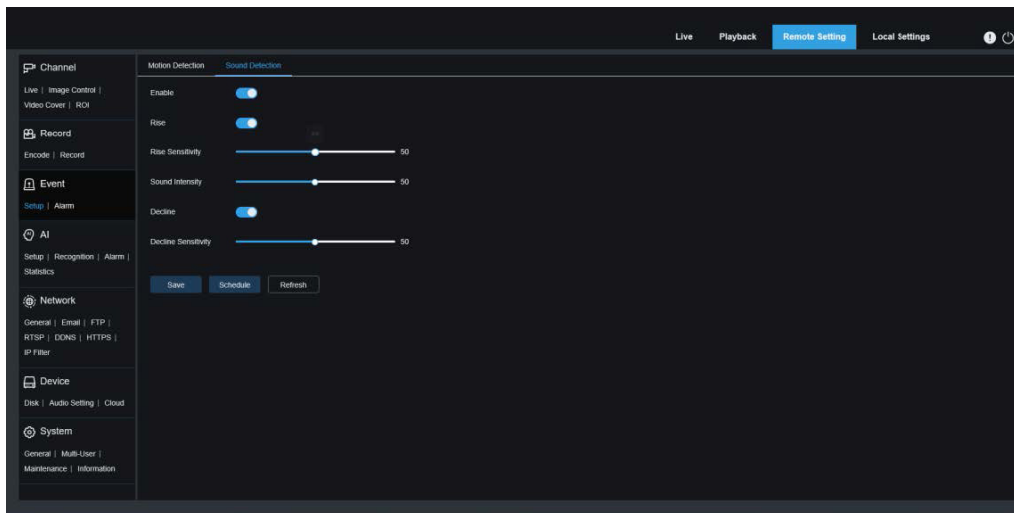 Live Playback Remote Setting Local Settings
Channel
Live | Image Control |
Video Cover | ROI
Record
Encode | Record
Event
Setup | Alarm
AI
Setup | Recognition | Alarm |
Statistics
Network
General | Email | FTP |
RTSP | DDNS | HTTPS |
IP Filter
Device
Disk | Audio Setting | Cloud
System
General | Multi-User |
Maintenance | Information
Motion Detection Sound Detection
Enable
Rise
Rise Sensitivity 50
Sound Intensity 50
Decline
Decline Sensitivity 50
Save Schedule Refresh